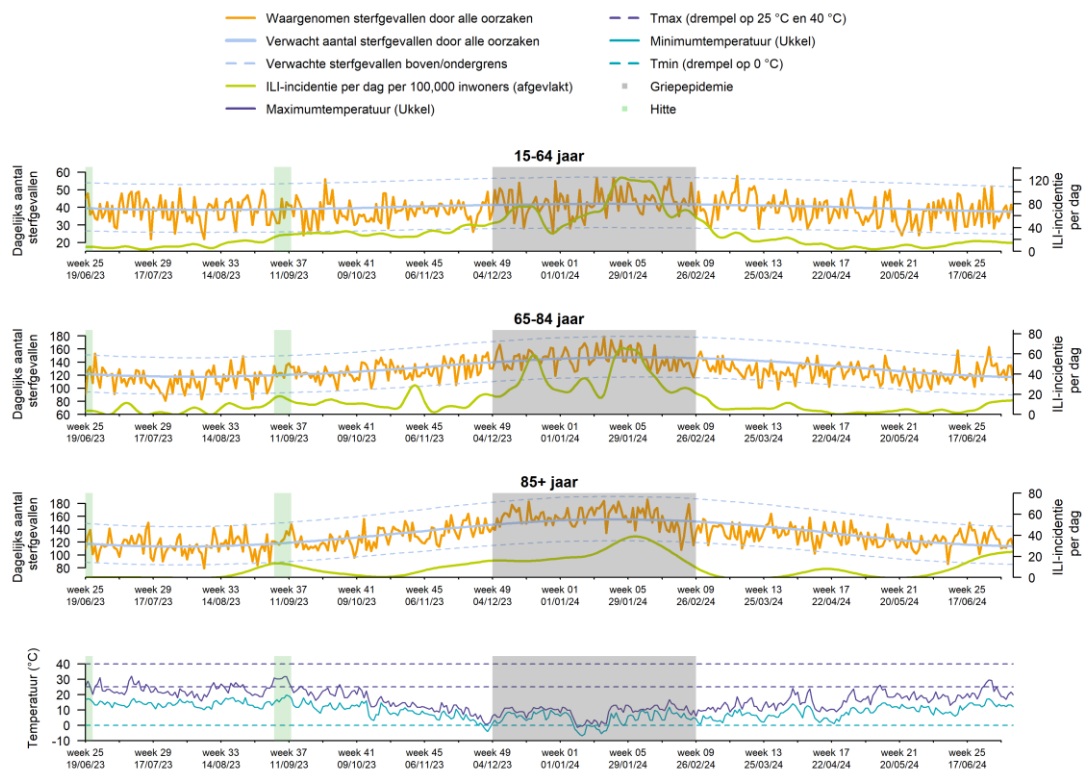 Waargenomen sterfgevallen door alle oorzaken
Verwacht aantal sterfgevallen door alle oorzaken
Verwachte sterfgevallen boven/ondergrens
ILI-incidentie per dag per 100,000 inwoners (afgevlakt)
Maximumtemperatuur (Ukkel)
Tmax (drempel op 25 °C en 40 °C)
Minimumtemperatuur (Ukkel)
Tmin (drempel op 0 °C)
Griepepidemie
Hitte
15-64 jaar
Dagelijks aantal
sterfgevallen
60
50
40
30
20
120
80
40
0
ILI-incidentie
per dag
week 25 week 29 week 33 week 37 week 41 week 45 week 49 week 01 week 05 week 09 week 13 week 17 week 21 week 25
19/06/23 17/07/23 14/08/23 11/09/23 09/10/23 06/11/23 04/12/23 01/01/24 29/01/24 26/02/24 25/03/24 22/04/24 20/05/24 17/06/24
65-84 jaar
Dagelijks aantal
sterfgevallen
180
160
140
120
100
80
60
80
60
40
20
0
ILI-incidentie
per dag
week 25 week 29 week 33 week 37 week 41 week 45 week 49 week 01 week 05 week 09 week 13 week 17 week 21 week 25
19/06/23 17/07/23 14/08/23 11/09/23 09/10/23 06/11/23 04/12/23 01/01/24 29/01/24 26/02/24 25/03/24 22/04/24 20/05/24 17/06/24
85+ jaar
Dagelijks aantal
sterfgevallen
180
160
140
120
100
80
80
60
40
20
0
ILI-incidentie
per dag
week 25 week 29 week 33 week 37 week 41 week 45 week 49 week 01 week 05 week 09 week 13 week 17 week 21 week 25
19/06/23 17/07/23 14/08/23 11/09/23 09/10/23 06/11/23 04/12/23 01/01/24 29/01/24 26/02/24 25/03/24 22/04/24 20/05/24 17/06/24
Temperatuur (°C)
40
30
20
10
0
-10
week 25 week 29 week 33 week 37 week 41 week 45 week 49 week 01 week 05 week 09 week 13 week 17 week 21 week 25
19/06/23 17/07/23 14/08/23 11/09/23 09/10/23 06/11/23 04/12/23 01/01/24 29/01/24 26/02/24 25/03/24 22/04/24 20/05/24 17/06/24